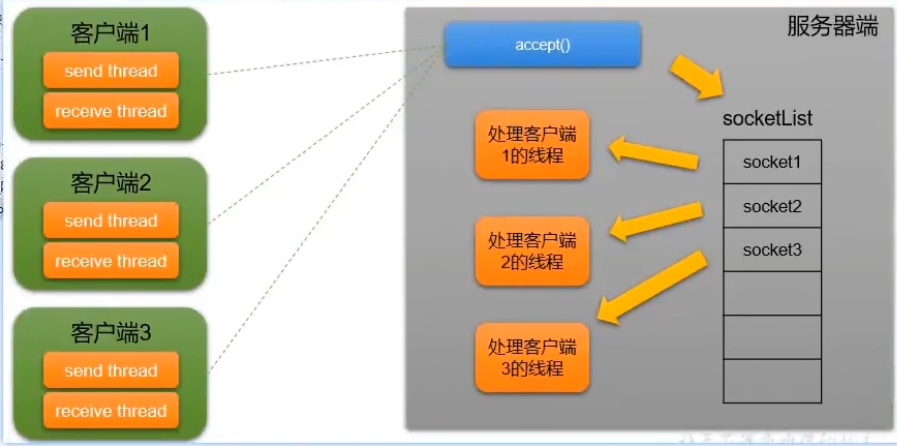 客户端1
send thread
receive thread
客户端2
send thread
receive thread
客户端3
send thread
receive thread
服务器端
accept()
socketList
socket1
socket2
socket3
处理客户端
1的线程
处理客户端
2的线程
处理客户端
3的线程